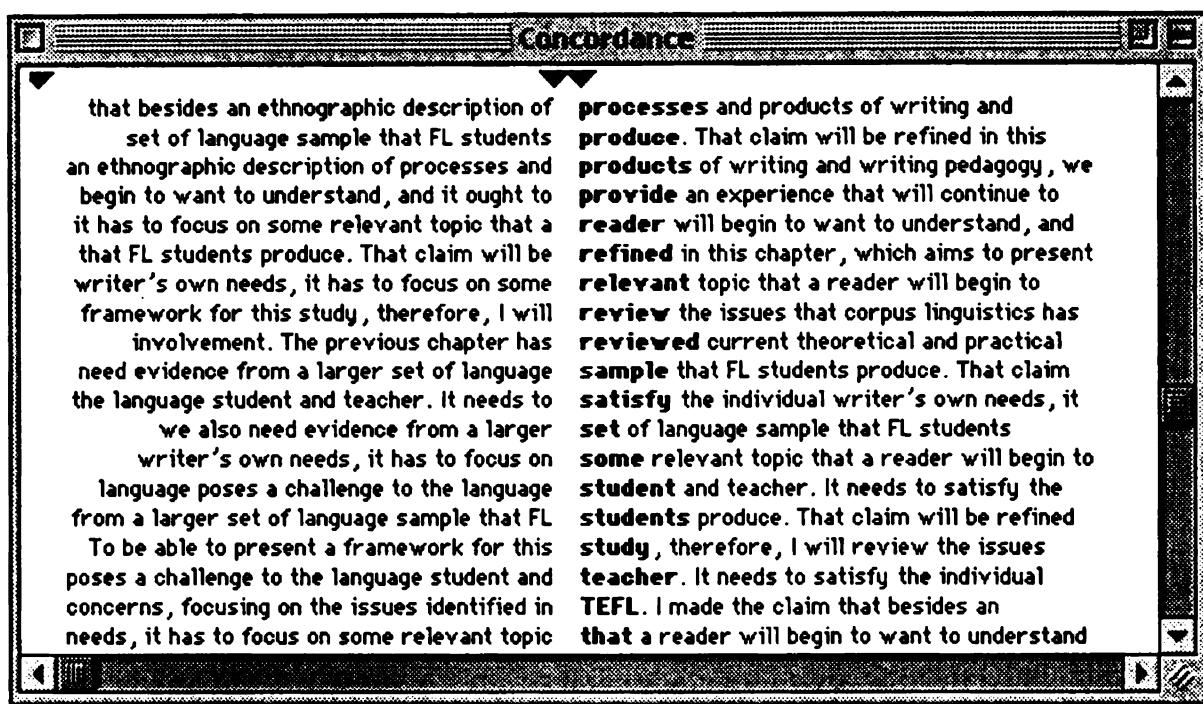 Concordance
that besides an ethnographic description of processes and products of writing and
set of language sample that FL students produce. That claim will be refined in this
an ethnographic description of processes and products of writing and writing pedagogy, we
begin to want to understand, and it ought to provide an experience that will continue to
it has to focus on some relevant topic that a reader will begin to want to understand, and
that FL students produce. That claim will be refined in this chapter, which aims to present
writer's own needs, it has to focus on some relevant topic that a reader will begin to
framework for this study, therefore, I will review the issues that corpus linguistics has
involvement. The previous chapter has reviewed current theoretical and practical
need evidence from a larger set of language sample that FL students produce. That claim
the language student and teacher. It needs to satisfy the individual writer's own needs, it
we also need evidence from a larger set of language sample that FL students
writer's own needs, it has to focus on some relevant topic that a reader will begin to
language poses a challenge to the language student and teacher. It needs to satisfy the
from a larger set of language sample that FL students produce. That claim will be refined
To be able to present a framework for this study, therefore, I will review the issues
poses a challenge to the language student and teacher. It needs to satisfy the individual
concerns, focusing on the issues identified in TEFL. I made the claim that besides an
needs, it has to focus on some relevant topic that a reader will begin to want to understand